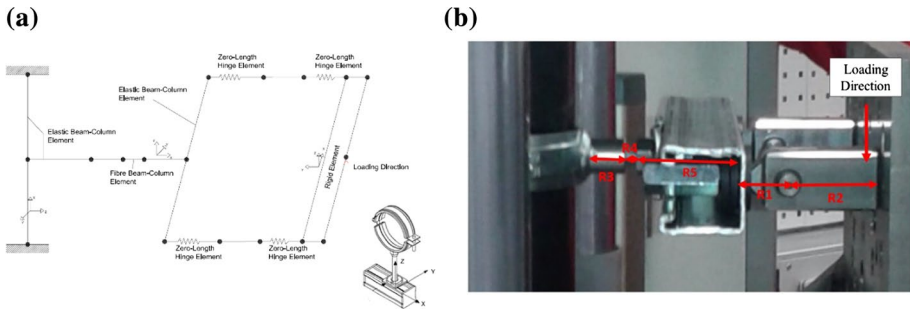 (a)
(b)
Zero-Length
Hinge Element
Zero-Length
Hinge Element
Elastic Beam-Column
Element
Elastic Beam-Column
Element
Fibre Beam-Column
Element
Rigid Element
Loading Direction
Zero-Length
Hinge Element
Zero-Length
Hinge Element
Z
Y
X
Loading
Direction
R4
R3
R5
R1
R2